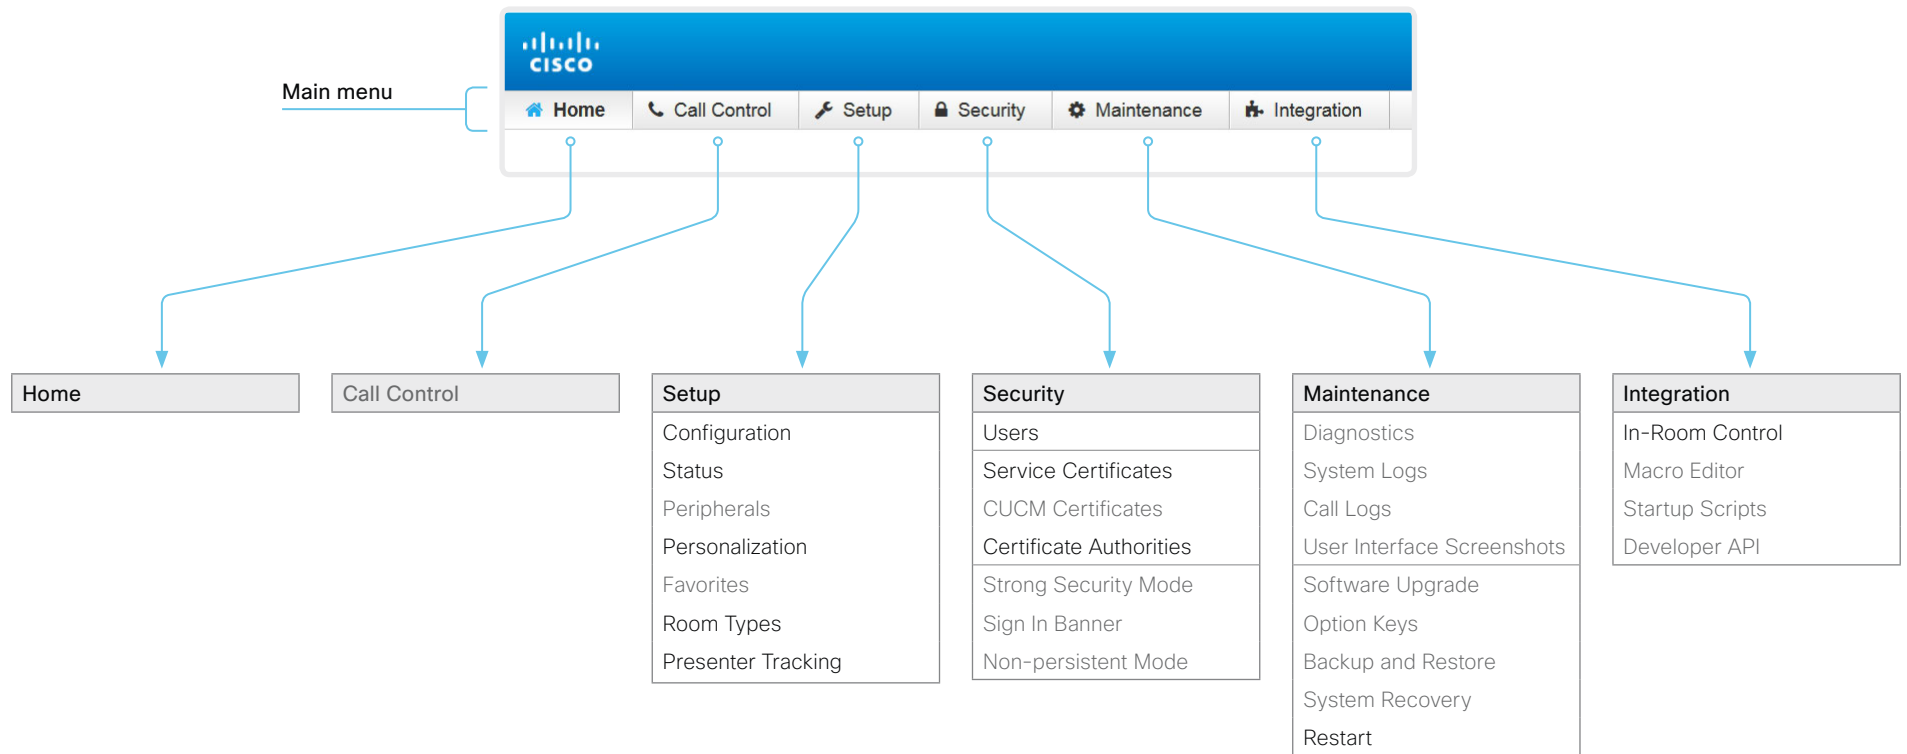 CISCO
Main menu
Home
Call Control
Setup
Security
Maintenance
Integration
Home
Call Control
Setup
Configuration
Status
Peripherals
Personalization
Favorites
Room Types
Presenter Tracking
Security
Users
Service Certificates
CUCM Certificates
Certificate Authorities
Strong Security Mode
Sign In Banner
Non-persistent Mode
Maintenance
Diagnostics
System Logs
Call Logs
User Interface Screenshots
Software Upgrade
Option Keys
Backup and Restore
System Recovery
Restart
Integration
In-Room Control
Macro Editor
Startup Scripts
Developer API